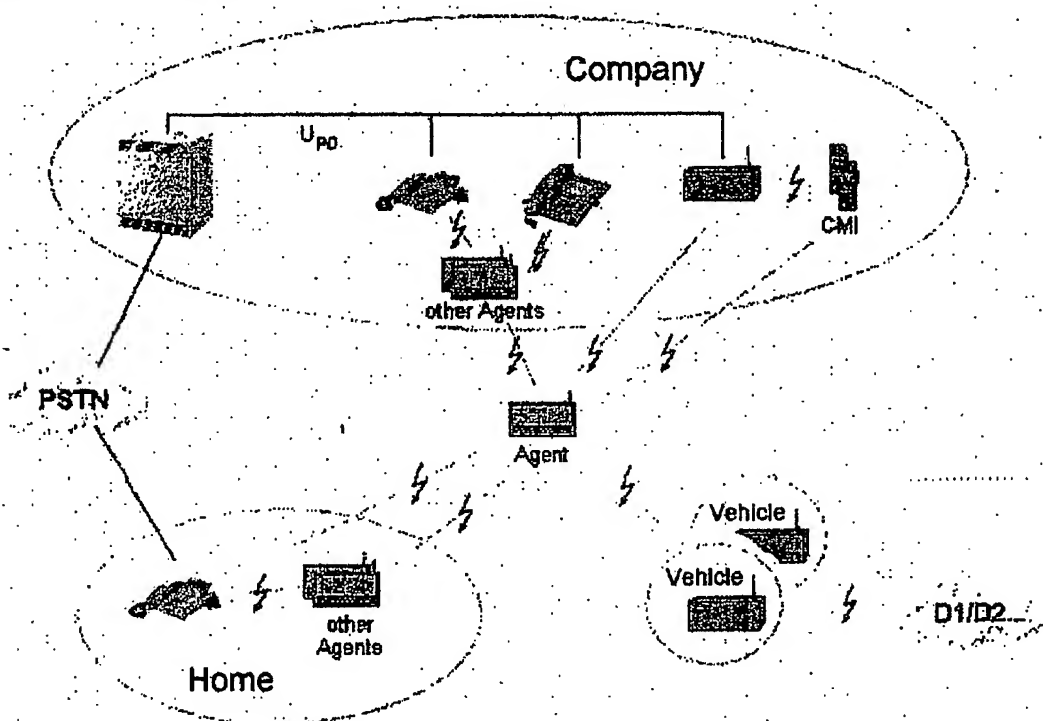 Company
U_P0
CMI
other Agents
PSTN
Agent
Vehicle
Vehicle
D1/D2...
other
Agents
Home